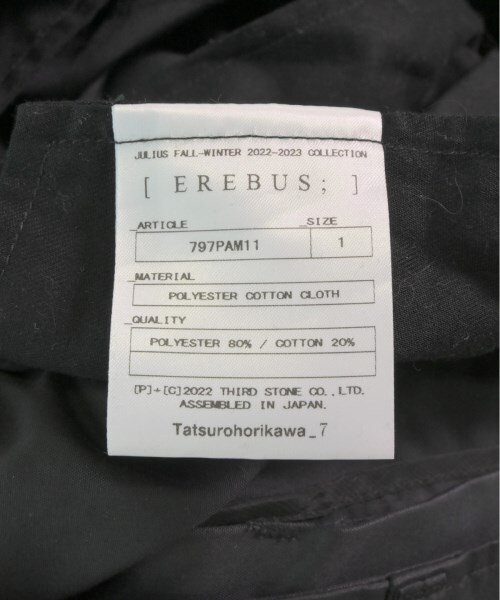 JULIUS FALL-WINTER 2022-2023 COLLECTION
[ EREBUS; ]
_ARTICLE _SIZE
797PAM11 1
_MATERIAL
POLYESTER COTTON CLOTH
_QUALITY
POLYESTER 80% / COTTON 20%
[P]+[C]2022 THIRD STONE CO.,LTD.
ASSEMBLED IN JAPAN.
Tatsurohorikawa_7